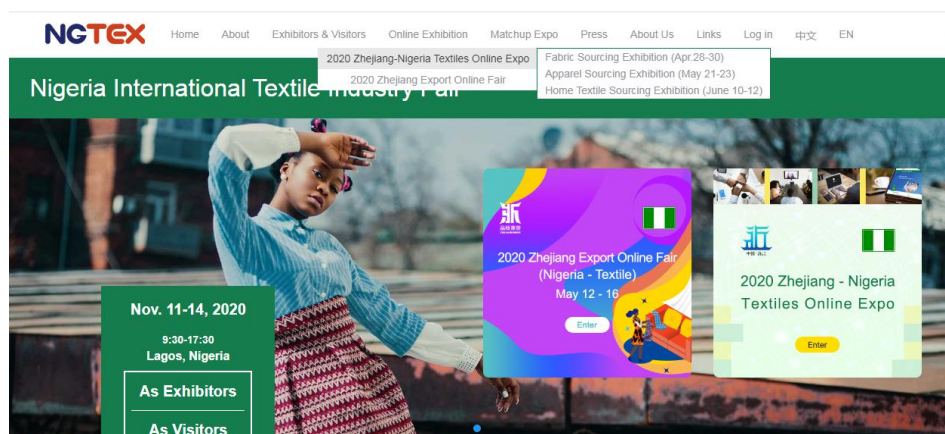 NGTEX
Home About Exhibitors & Visitors Online Exhibition Matchup Expo Press About Us Links Log in 中文 EN
2020 Zhejiang-Nigeria Textiles Online Expo
2020 Zhejiang Export Online Fair
Fabric Sourcing Exhibition (Apr.28-30)
Apparel Sourcing Exhibition (May 21-23)
Home Textile Sourcing Exhibition (June 10-12)
Nigeria International Textile Industry Fair
Nov. 11-14, 2020
9:30-17:30
Lagos, Nigeria
As Exhibitors
As Visitors
浙
2020 Zhejiang Export Online Fair
(Nigeria - Textile)
May 12 - 16
Enter
浙
2020 Zhejiang - Nigeria
Textiles Online Expo
Enter